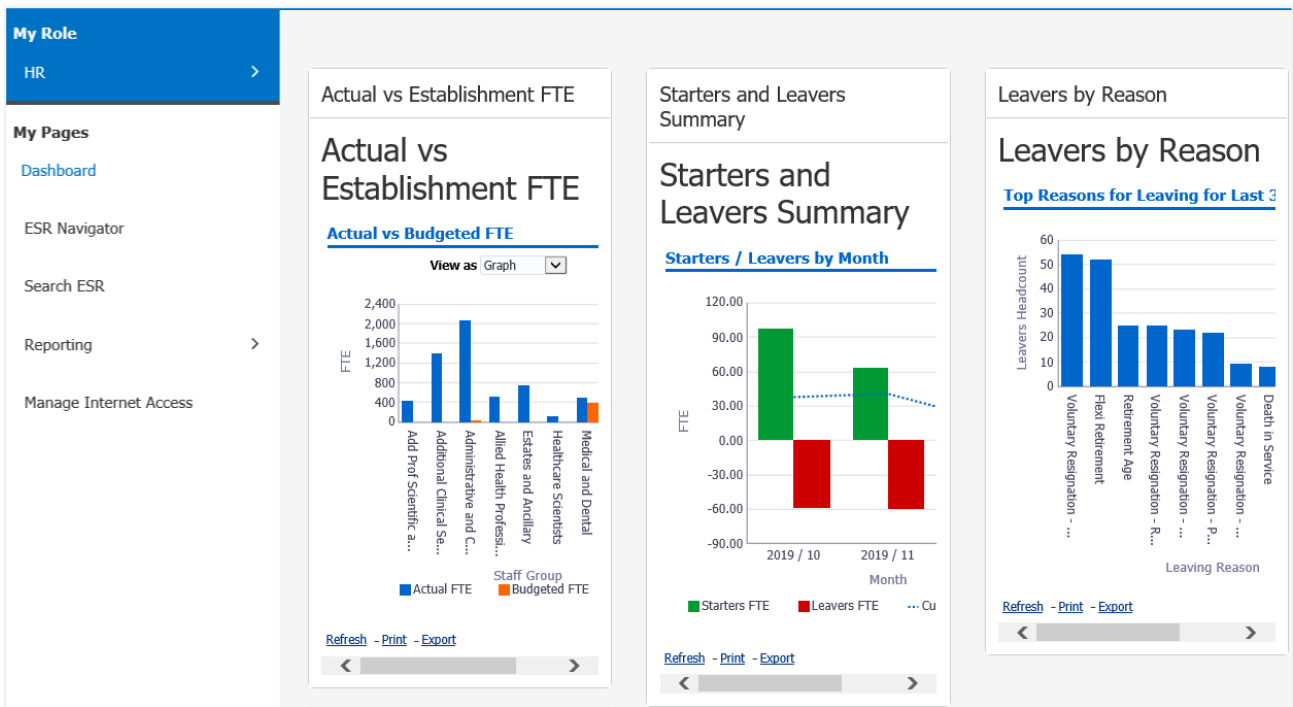 My Role
HR
My Pages
Dashboard
ESR Navigator
Search ESR
Reporting
Manage Internet Access
Actual vs Establishment FTE
Actual vs
Establishment FTE
Actual vs Budgeted FTE
View as Graph
2,400
2,000
1,600
1,200
800
400
0
FTE
Add Prof Scientific a...
Additional Clinical Se...
Administrative and C...
Allied Health Professi...
Estates and Ancillary
Healthcare Scientists
Medical and Dental
Staff Group
Actual FTE Budgeted FTE
Refresh - Print - Export
Starters and Leavers
Summary
Starters and
Leavers Summary
Starters / Leavers by Month
120.00
90.00
60.00
30.00
0.00
-30.00
-60.00
-90.00
FTE
2019 / 10 2019 / 11
Month
Starters FTE Leavers FTE Cu
Refresh - Print - Export
Leavers by Reason
Leavers by Reason
Top Reasons for Leaving for Last 3
60
50
40
30
20
10
0
Leavers Headcount
Voluntary Resignation - ...
Flexi Retirement
Retirement Age
Voluntary Resignation - R...
Voluntary Resignation - ...
Voluntary Resignation - P...
Voluntary Resignation - ...
Death in Service
Leaving Reason
Refresh - Print - Export